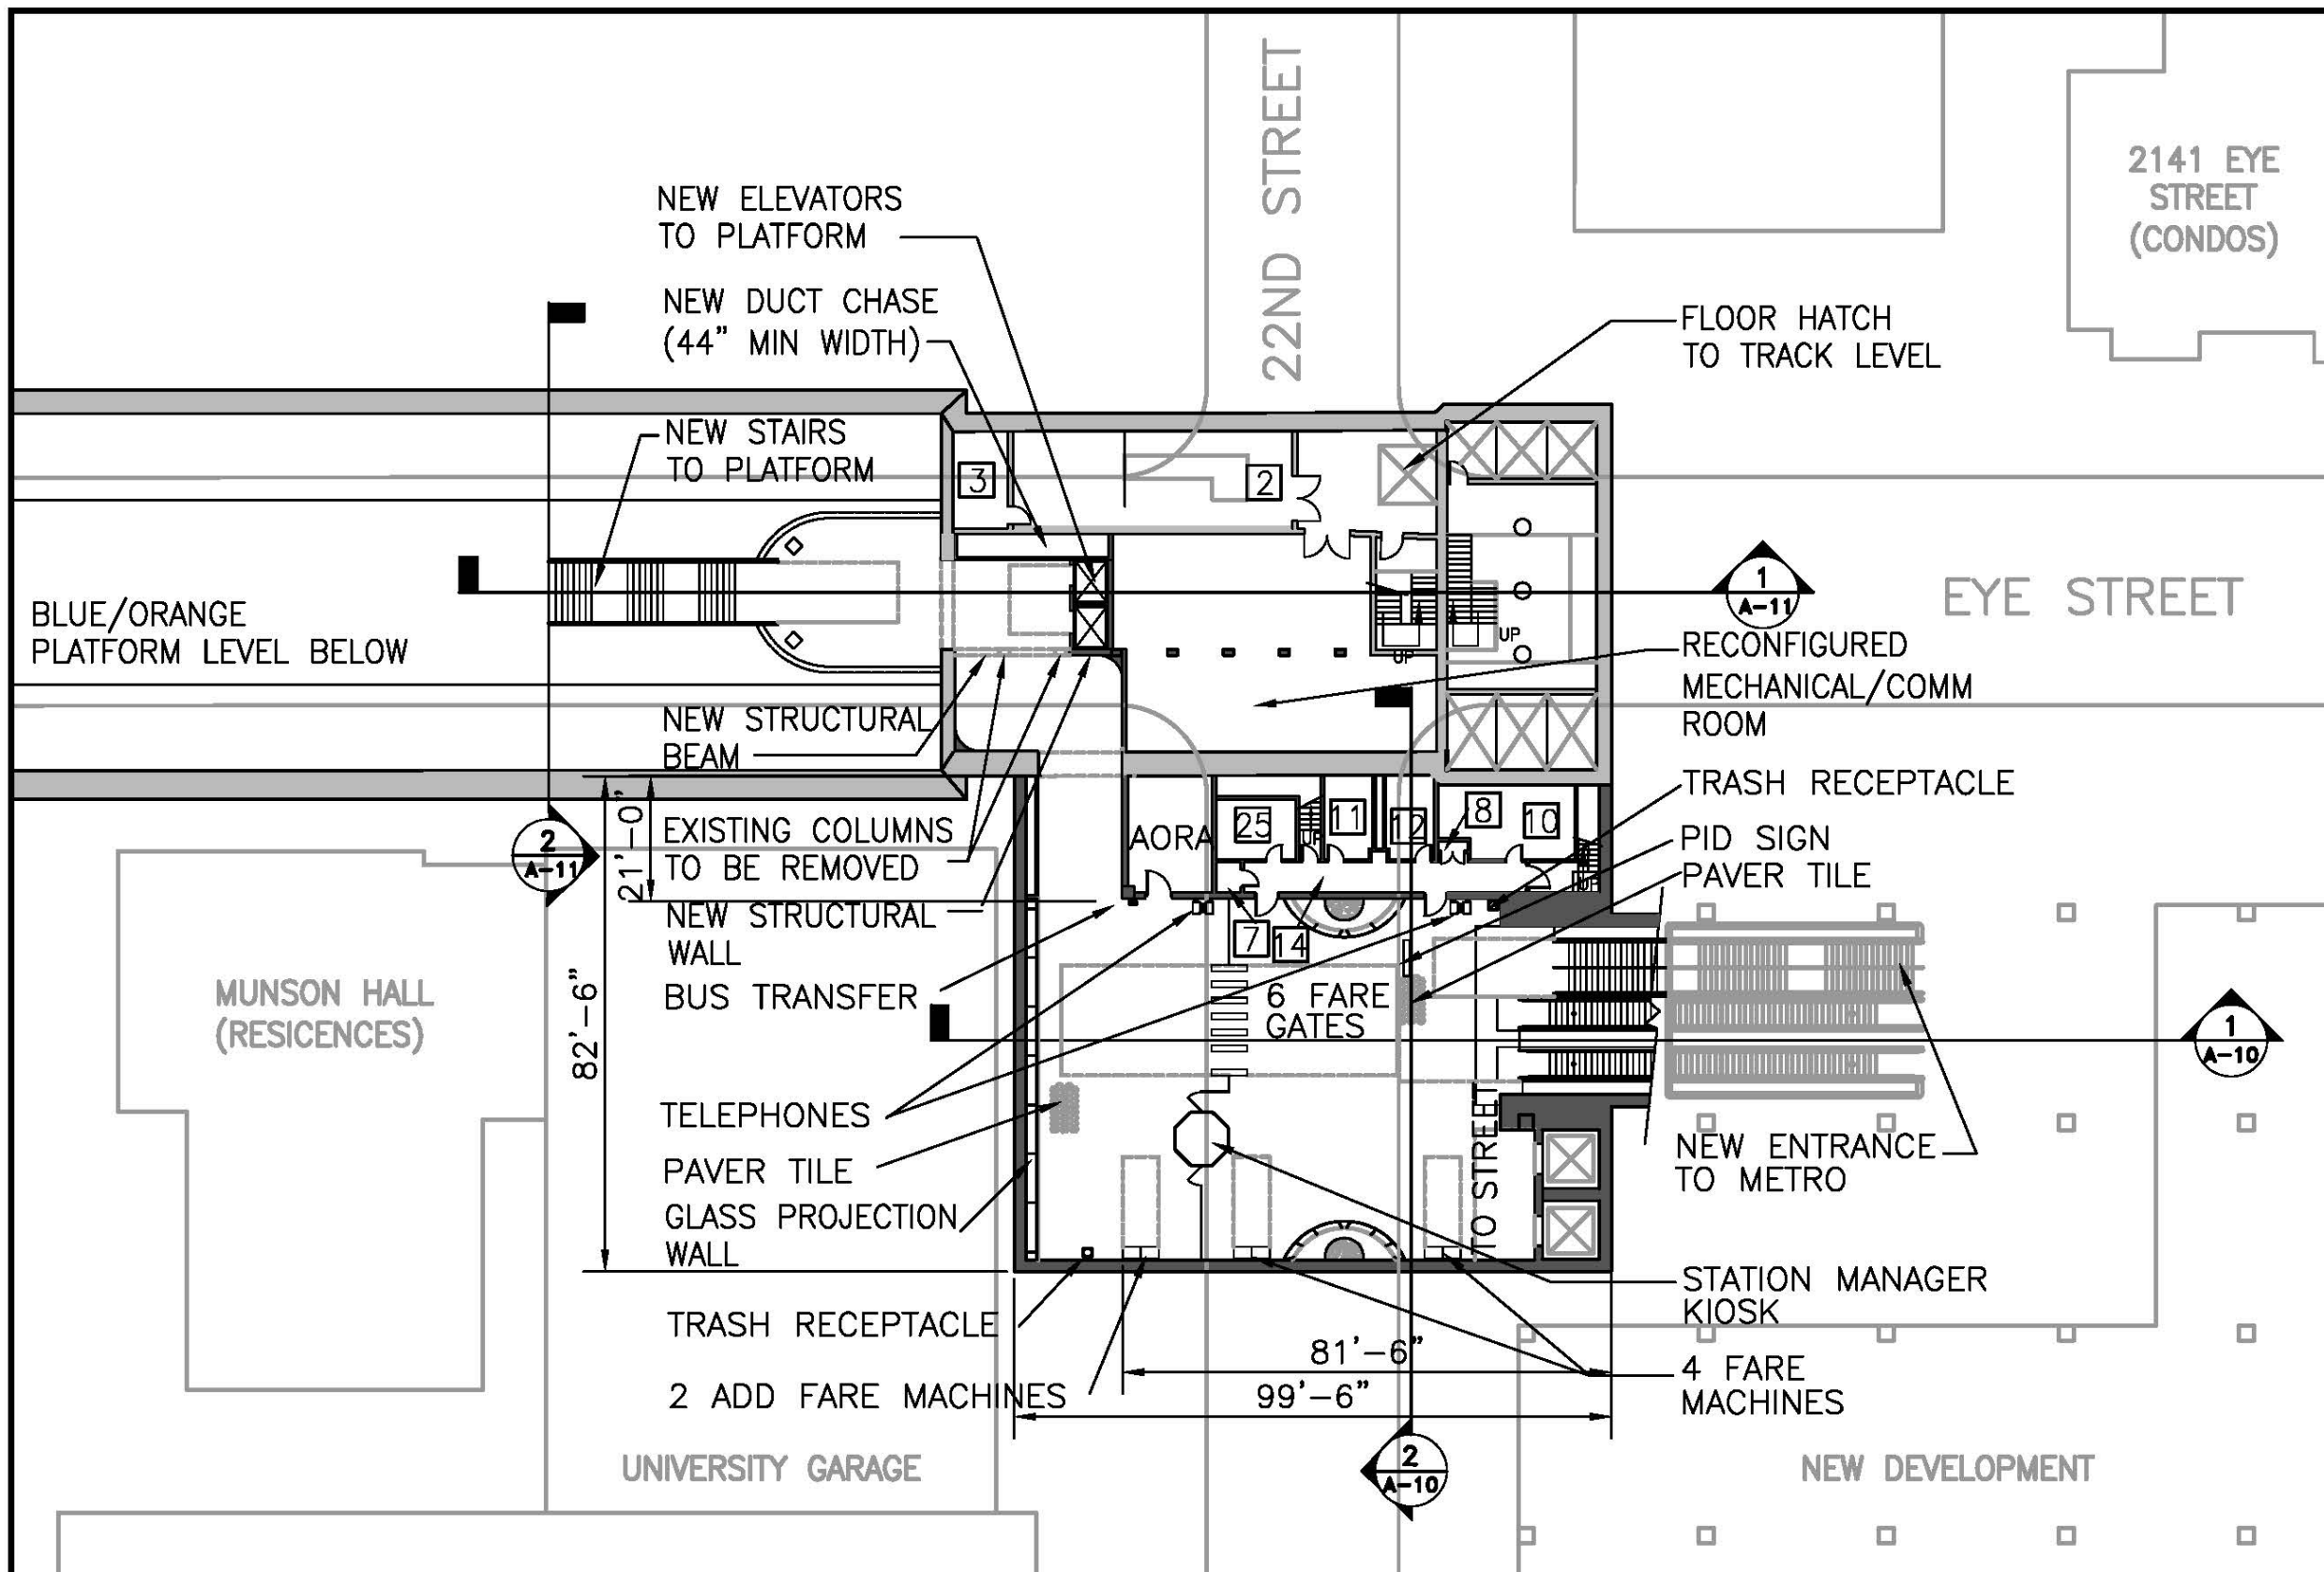 22ND STREET
2141 EYE
STREET
(CONDOS)
NEW ELEVATORS
TO PLATFORM
NEW DUCT CHASE
(44" MIN WIDTH)
FLOOR HATCH
TO TRACK LEVEL
NEW STAIRS
TO PLATFORM
3
2
1
A-11
EYE STREET
BLUE/ORANGE
PLATFORM LEVEL BELOW
UP
UP
RECONFIGURED
MECHANICAL/COMM
ROOM
NEW STRUCTURAL
BEAM
TRASH RECEPTACLE
21'-0"
EXISTING COLUMNS
TO BE REMOVED
AORA
25
UP
11
12
8
10
UP
PID SIGN
PAVER TILE
2
A-11
NEW STRUCTURAL
WALL
7
14
BUS TRANSFER
MUNSON HALL
(RESICENCES)
82'-6"
6 FARE
GATES
1
A-10
TELEPHONES
PAVER TILE
GLASS PROJECTION
WALL
TO STREET
NEW ENTRANCE
TO METRO
STATION MANAGER
KIOSK
TRASH RECEPTACLE
81'-6"
2 ADD FARE MACHINES
99'-6"
4 FARE
MACHINES
2
A-10
UNIVERSITY GARAGE
NEW DEVELOPMENT